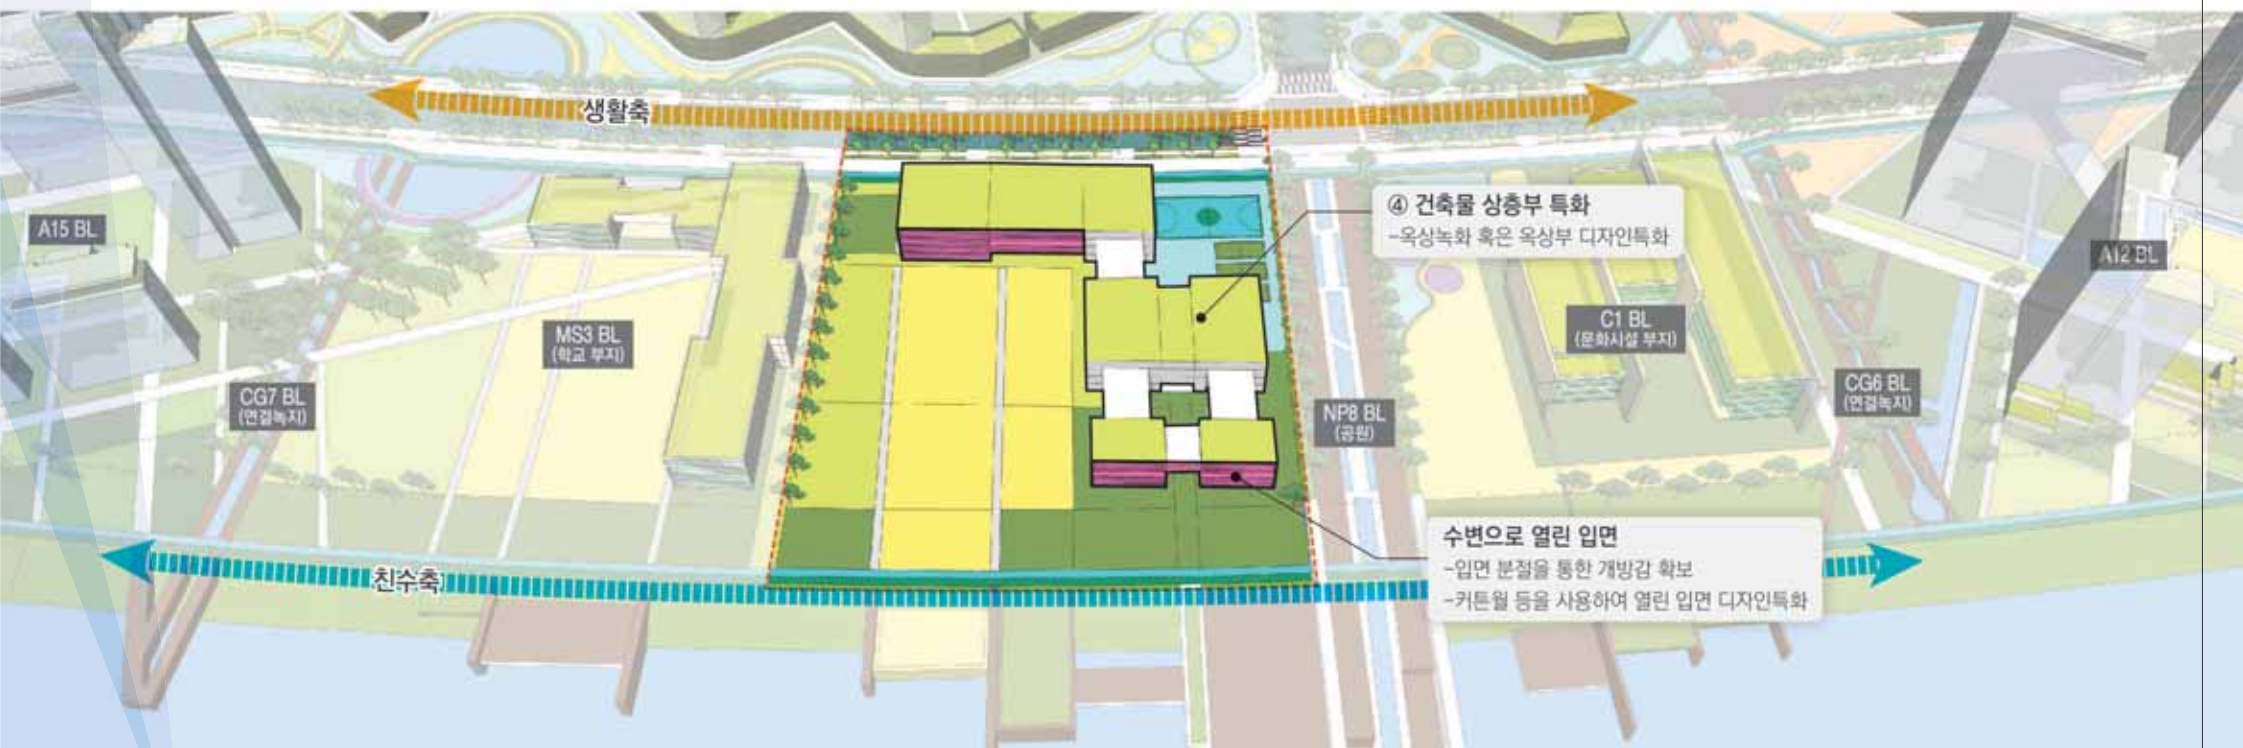 생활축
④ 건축물 상층부 특화
-옥상녹화 혹은 옥상부 디자인특화
A15 BL
A12 BL
MS3 BL
(학교 부지)
C1 BL
(문화시설 부지)
CG7 BL
(연결녹지)
NP8 BL
(공원)
CG6 BL
(연결녹지)
수변으로 열린 입면
-입면 분절을 통한 개방감 확보
-커튼월 등을 사용하여 열린 입면 디자인특화
친수축